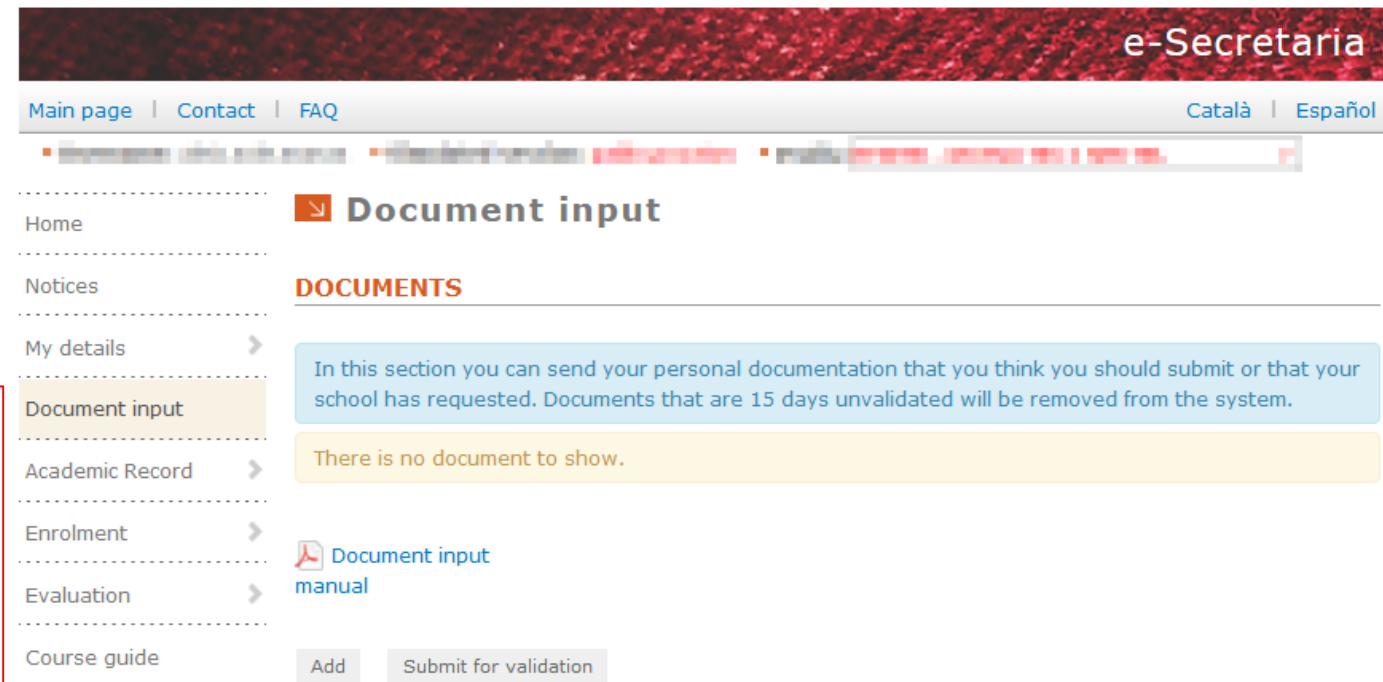 e-Secretaria
Main page | Contact | FAQ
Català | Español
Home
Notices
My details
Document input
Academic Record
Enrolment
Evaluation
Course guide
Document input
DOCUMENTS
In this section you can send your personal documentation that you think you should submit or that your
school has requested. Documents that are 15 days unvalidated will be removed from the system.
There is no document to show.
Document input
manual
Add
Submit for validation